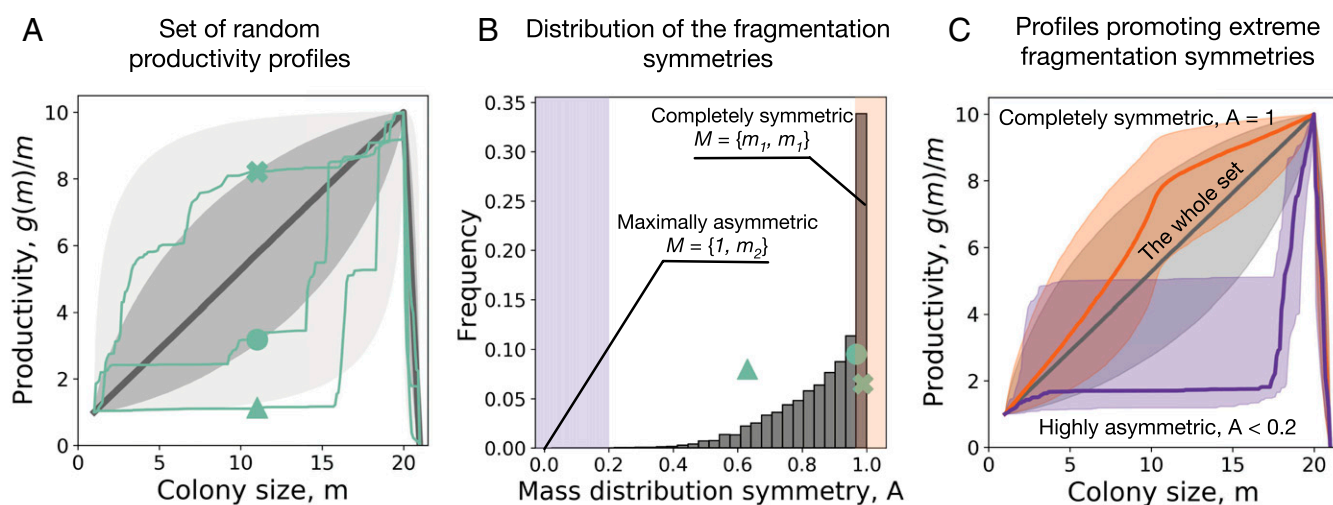 A
Set of random
productivity profiles
Productivity, g(m)/m
10
8
6
4
2
0
0
5
10
15
20
Colony size, m
B
Distribution of the fragmentation
symmetries
Frequency
0.35
0.30
0.25
0.20
0.15
0.10
0.05
0.00
Completely symmetric
M = {m1, m1}
Maximally asymmetric
M = {1, m2}
0.0
0.2
0.4
0.6
0.8
1.0
Mass distribution symmetry, A
C
Profiles promoting extreme
fragmentation symmetries
Productivity, g(m)/m
10
8
6
4
2
0
Completely symmetric, A = 1
The whole set
Highly asymmetric, A < 0.2
0
5
10
15
20
Colony size, m